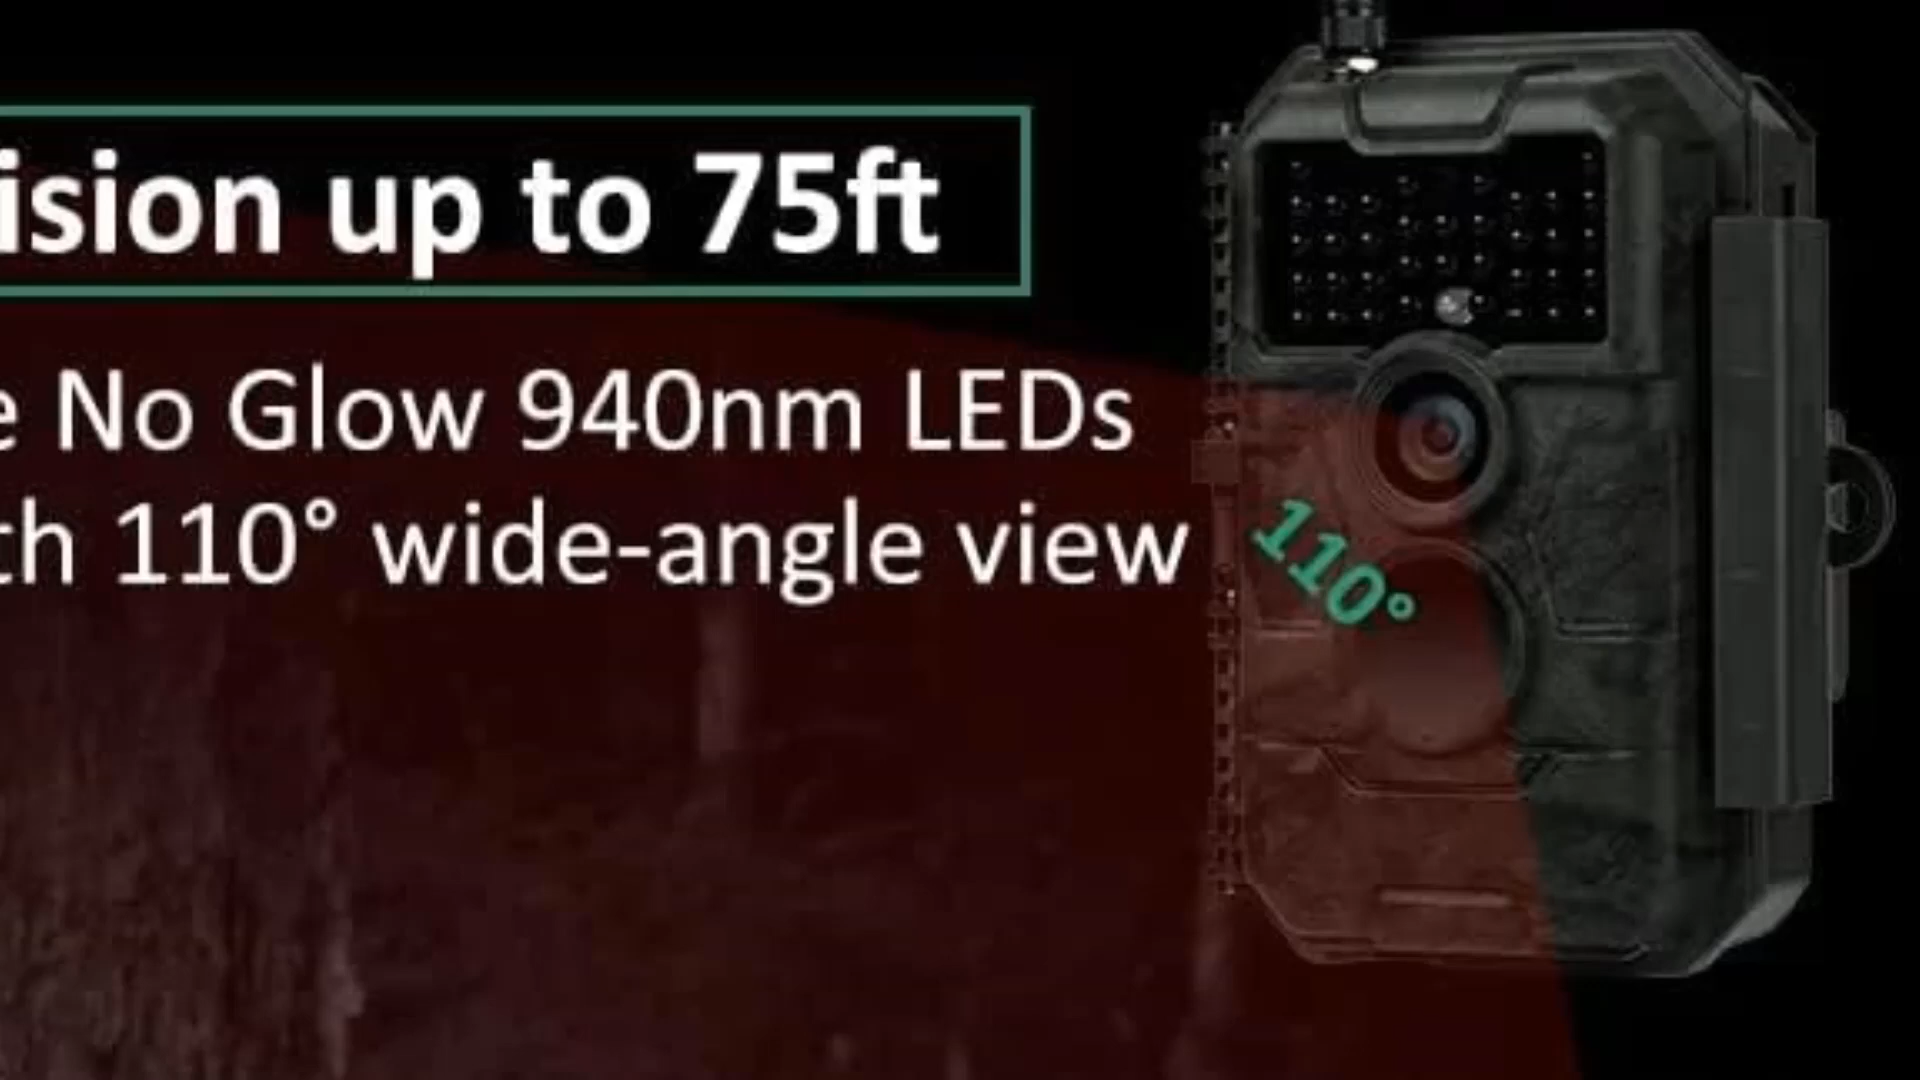 ision up to 75ft
e No Glow 940nm LEDs
th 110° wide-angle view
110°